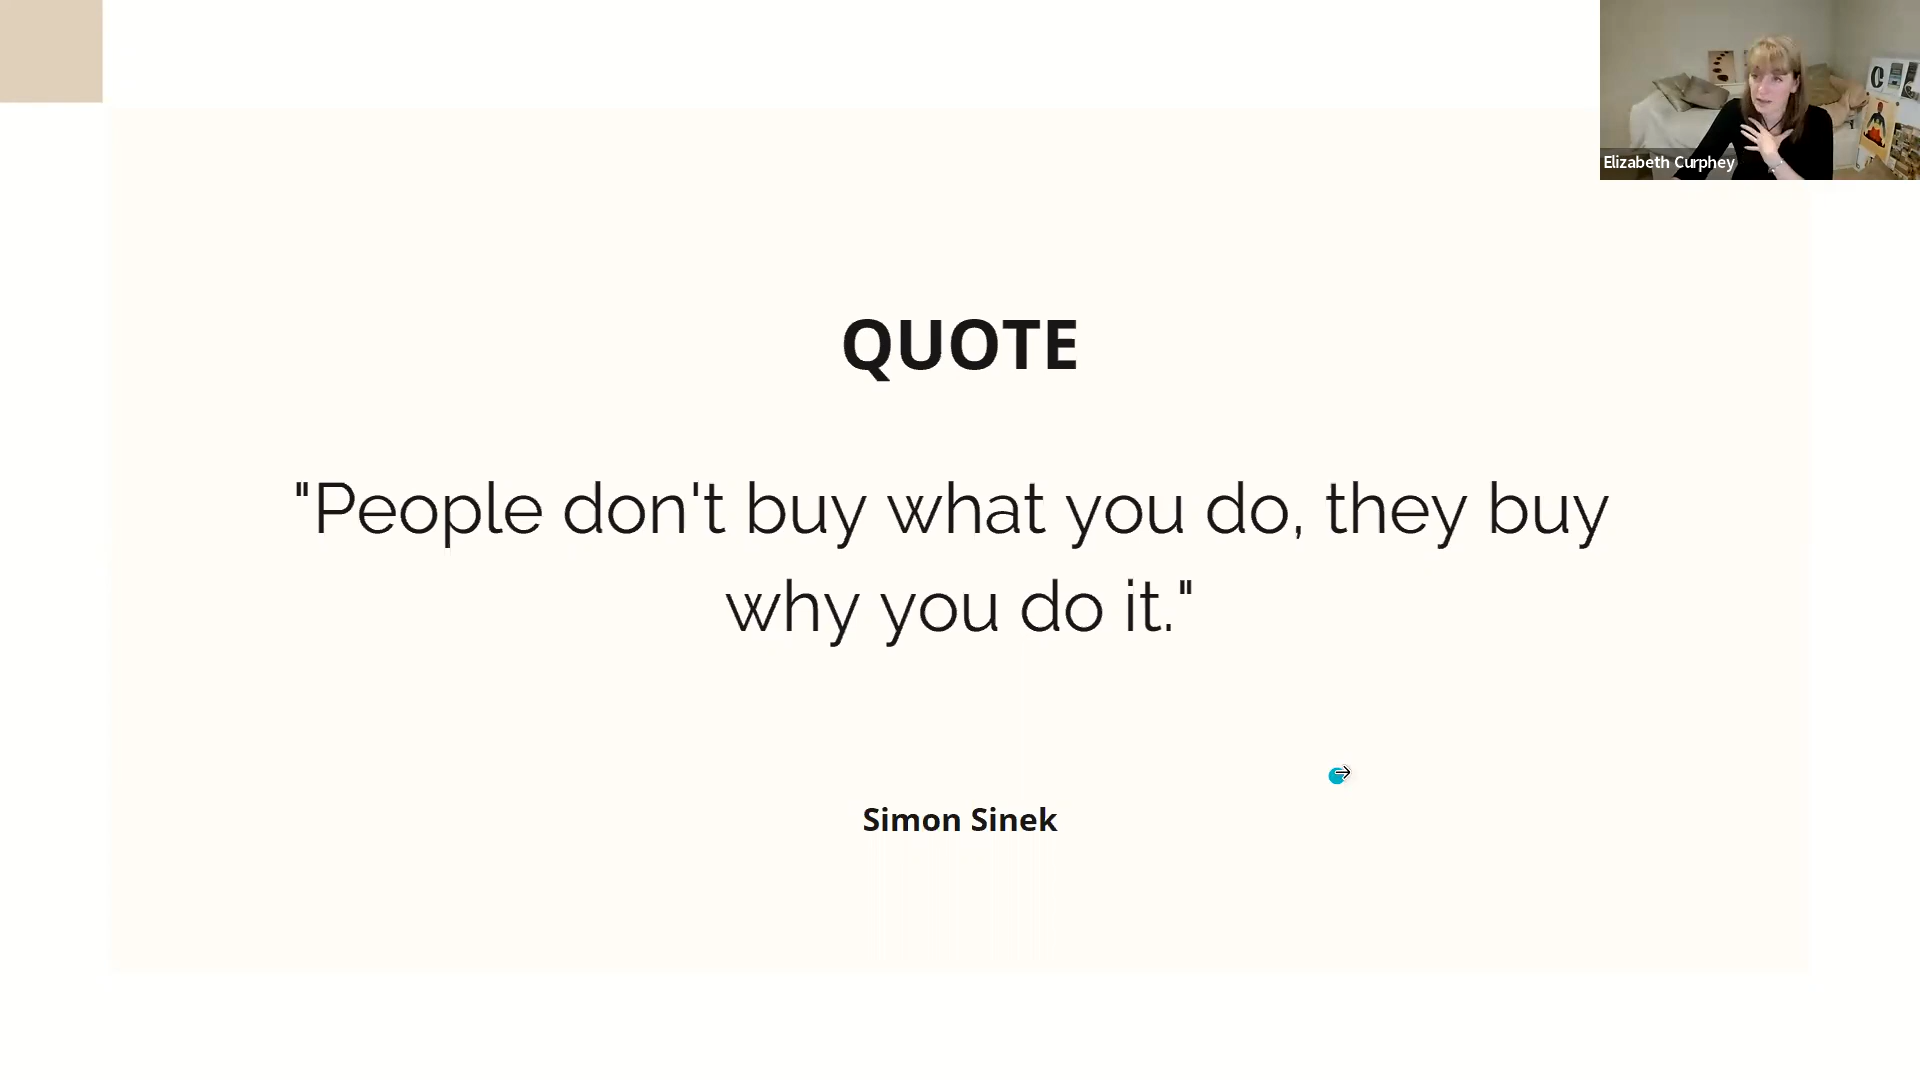 Elizabeth Curphey
QUOTE
"People don't buy what you do, they buy
why you do it."
Simon Sinek